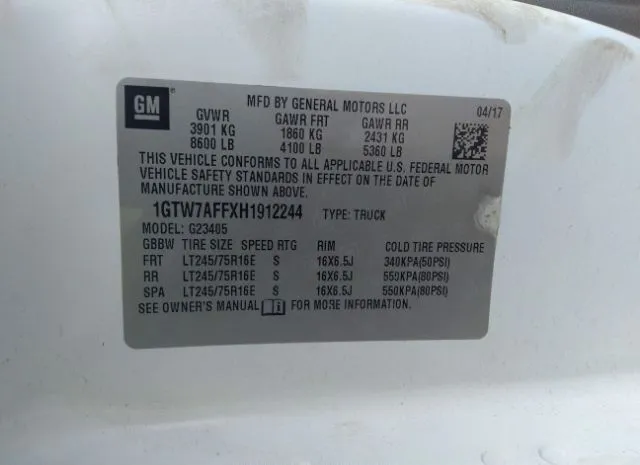 GM
MFD BY GENERAL MOTORS LLC 04/17
GVWR GAWR FRT GAWR RR
3901 KG 1860 KG 2431 KG
8600 LB 4100 LB 5360 LB
THIS VEHICLE CONFORMS TO ALL APPLICABLE U.S. FEDERAL MOTOR
VEHICLE SAFETY STANDARDS IN EFFECT ON THE DATE OF
MANUFACTURE SHOWN ABOVE.
1GTW7AFFXH1912244 TYPE: TRUCK
MODEL: G23405
GBBW TIRE SIZE SPEED RTG RIM COLD TIRE PRESSURE
FRT LT245/75R16E S 16X6.5J 340KPA(50PSI)
RR LT245/75R16E S 16X6.5J 550KPA(80PSI)
SPA LT245/75R16E S 16X6.5J 550KPA(80PSI)
SEE OWNER'S MANUAL FOR MORE INFORMATION.